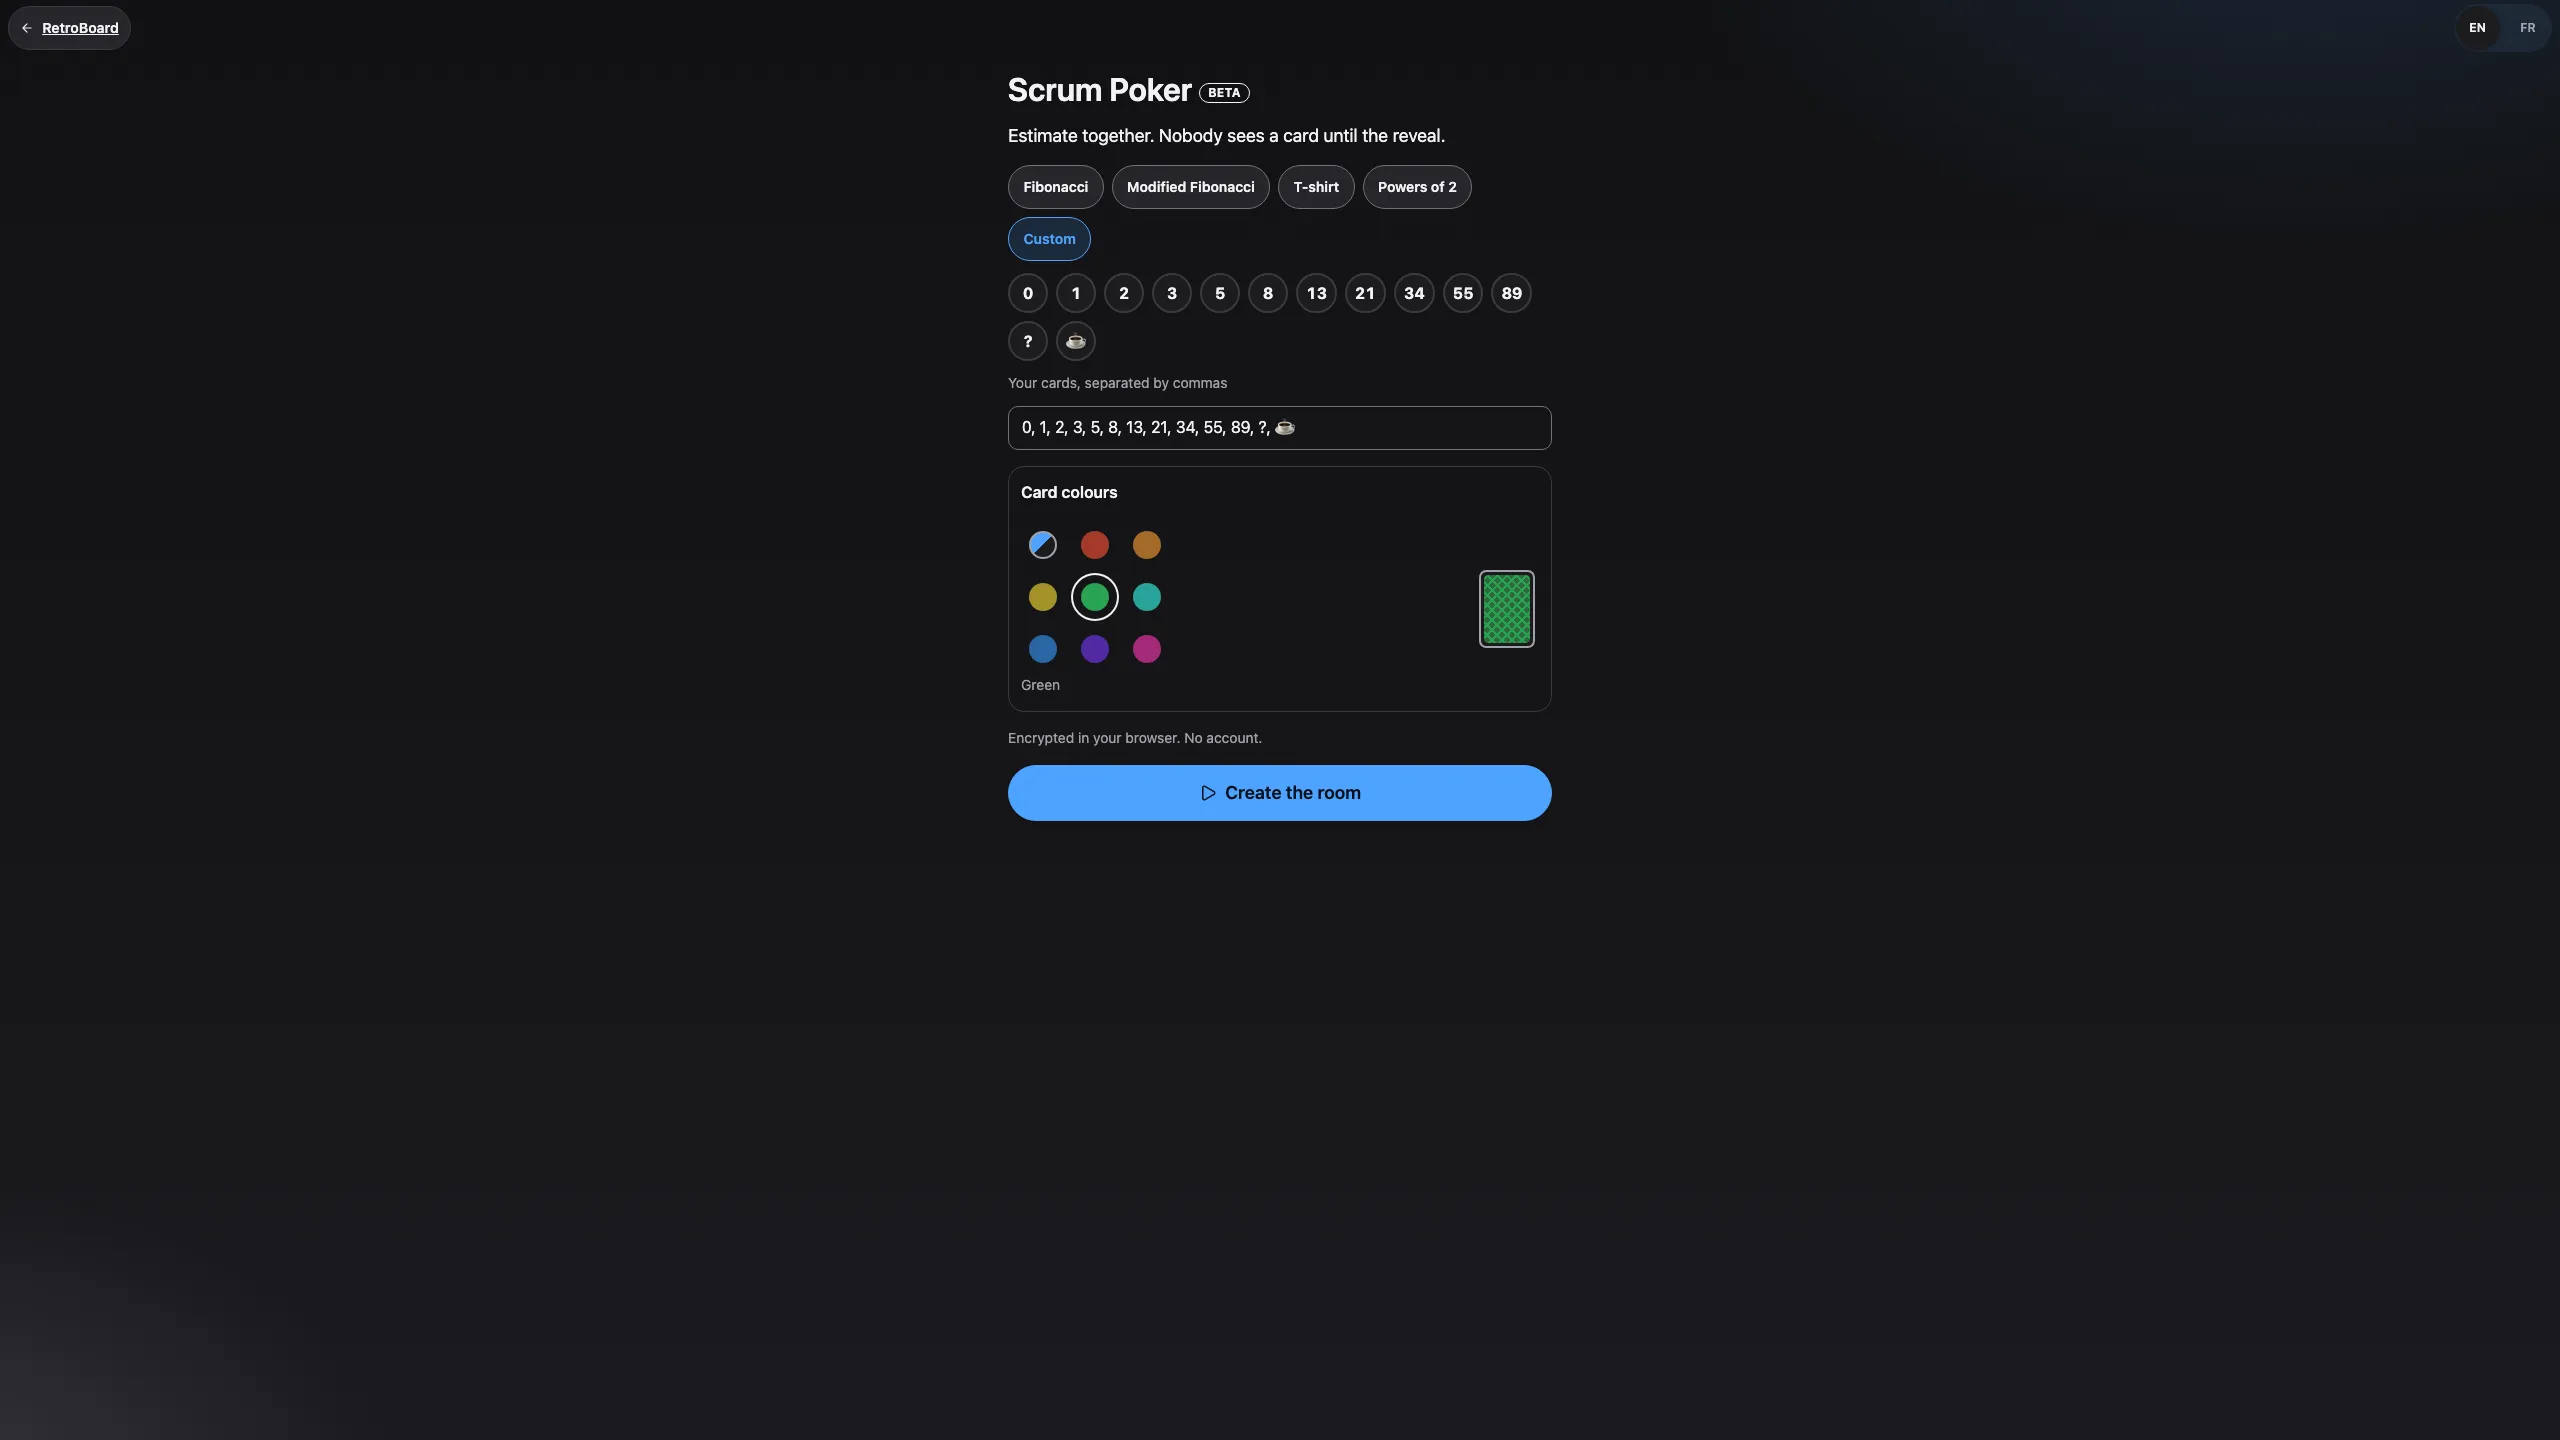 RetroBoard
EN FR
Scrum Poker BETA
Estimate together. Nobody sees a card until the reveal.
Fibonacci Modified Fibonacci T-shirt Powers of 2
Custom
0 1 2 3 5 8 13 21 34 55 89
? ☕
Your cards, separated by commas
0, 1, 2, 3, 5, 8, 13, 21, 34, 55, 89, ?, ☕
Card colours
Green
Encrypted in your browser. No account.
Create the room